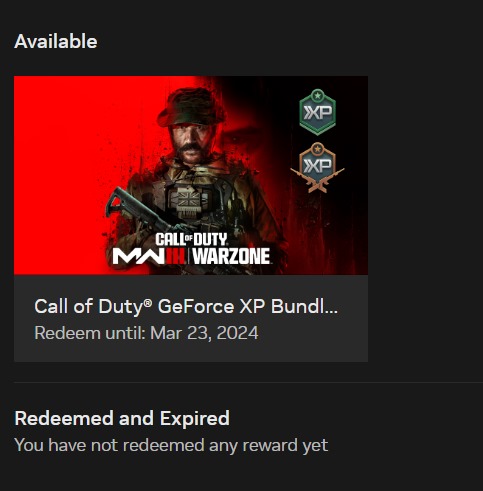 Available
XP
XP
CALL OF DUTY
MWIII | WARZONE
Call of Duty® GeForce XP Bundl...
Redeem until: Mar 23, 2024
Redeemed and Expired
You have not redeemed any reward yet